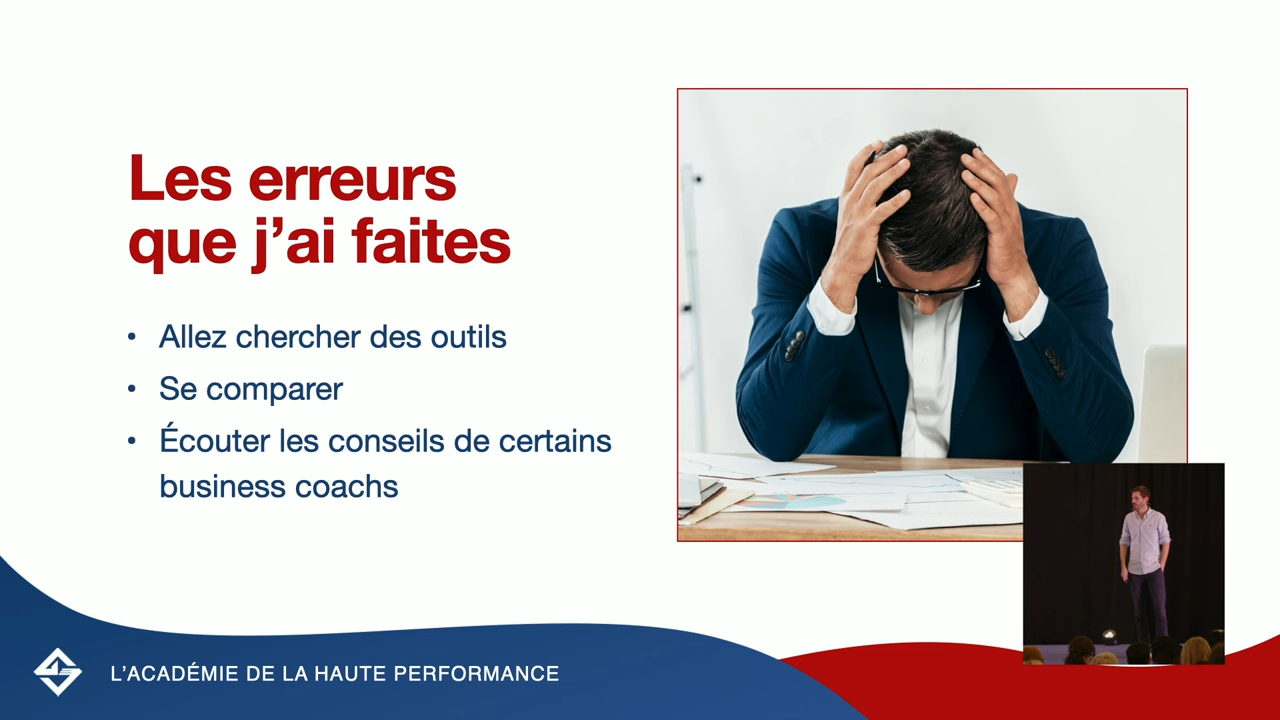 Les erreurs
que j'ai faites
• Allez chercher des outils
• Se comparer
• Écouter les conseils de certains
business coachs
L'ACADÉMIE DE LA HAUTE PERFORMANCE